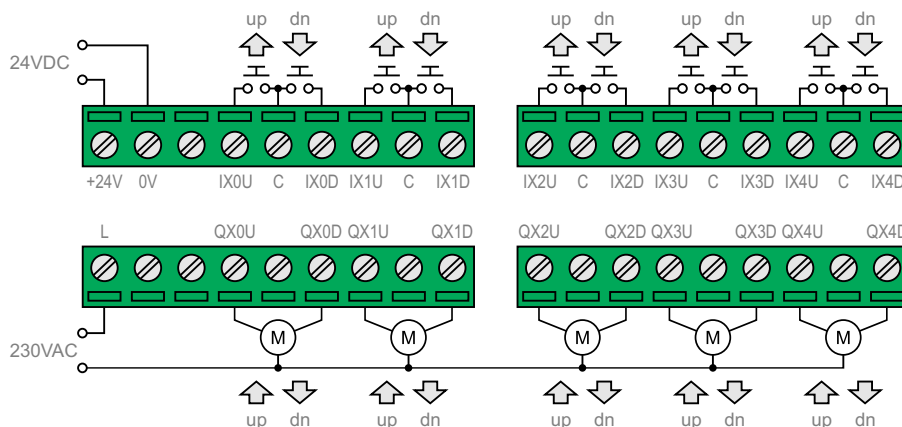 up dn up dn up dn up dn up dn
24VDC
+24V 0V IX0U C IX0D IX1U C IX1D IX2U C IX2D IX3U C IX3D IX4U C IX4D
L QX0U QX0D QX1U QX1D QX2U QX2D QX3U QX3D QX4U QX4D
M M M M M
230VAC
up dn up dn up dn up dn up dn